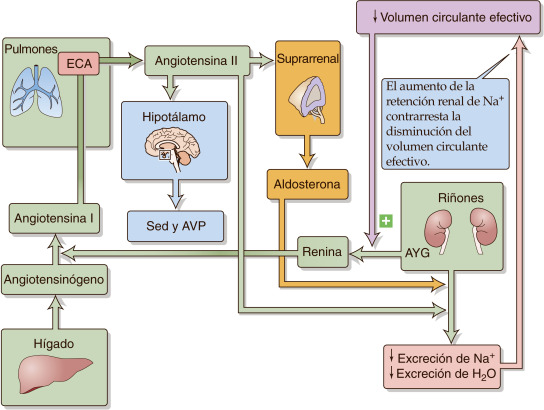 ↓ Volumen circulante efectivo
Pulmones
ECA
Angiotensina II
Suprarrenal
El aumento de la
retención renal de Na⁺
contrarresta la
disminución del
volumen circulante
efectivo.
Hipotálamo
Aldosterona
Riñones
Angiotensina I
Sed y AVP
+
Renina
AYG
Angiotensinógeno
Hígado
↓ Excreción de Na⁺
↓ Excreción de H₂O